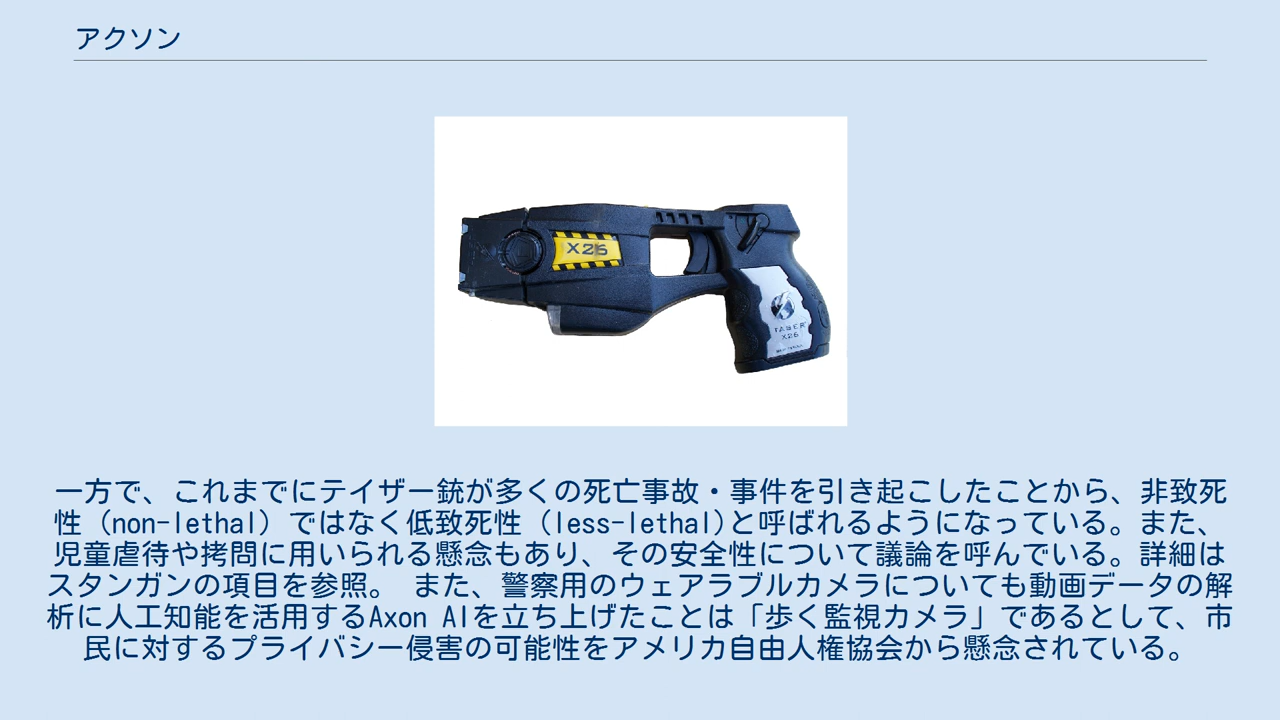 アクソン
X26
TASER
X26
一方で、これまでにテイザー銃が多くの死亡事故・事件を引き起こしたことから、非致死
性（non-lethal）ではなく低致死性（less-lethal)と呼ばれるようになっている。また、
児童虐待や拷問に用いられる懸念もあり、その安全性について議論を呼んでいる。詳細は
スタンガンの項目を参照。 また、警察用のウェアラブルカメラについても動画データの解
析に人工知能を活用するAxon AIを立ち上げたことは「歩く監視カメラ」であるとして、市
民に対するプライバシー侵害の可能性をアメリカ自由人権協会から懸念されている。